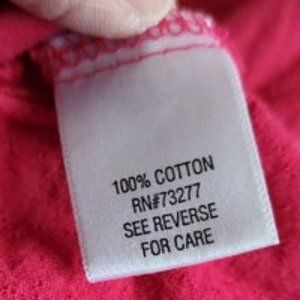 100% COTTON
RN#73277
SEE REVERSE
FOR CARE